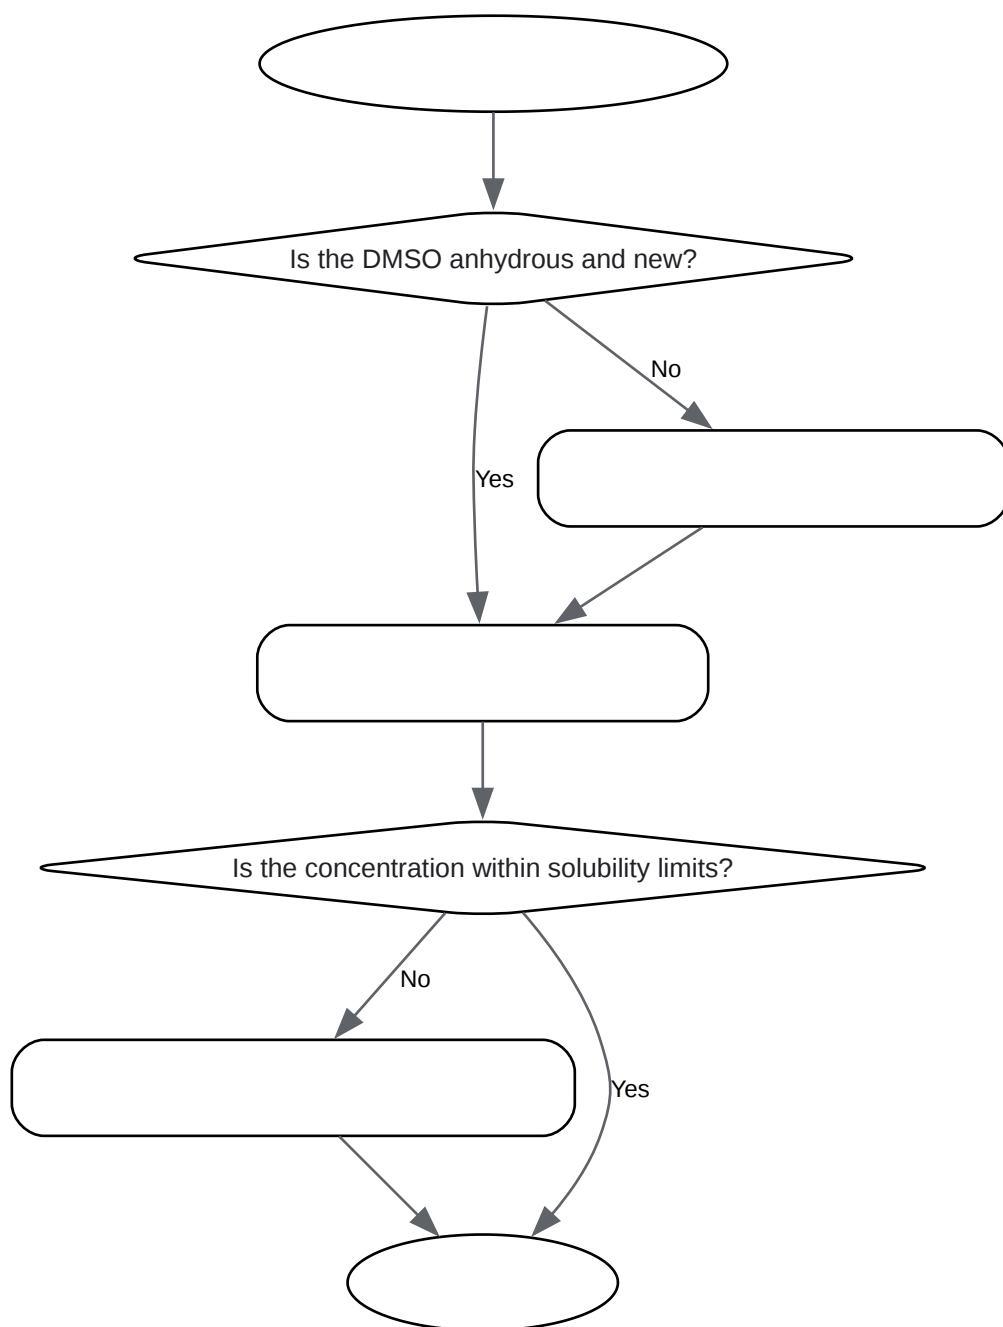 Is the DMSO anhydrous and new?
No
Yes
Is the concentration within solubility limits?
No
Yes